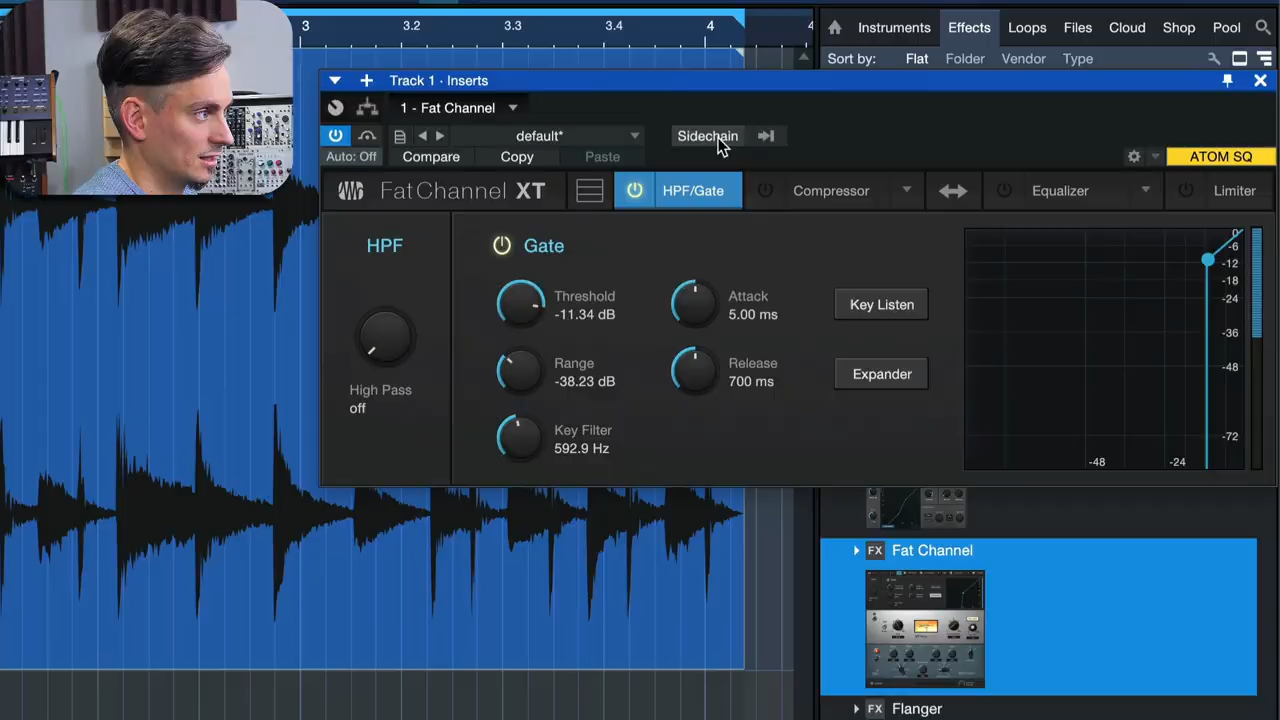 3 3.2 3.3 3.4 4 4
Instruments Effects Loops Files Cloud Shop Pool
Sort by: Flat Folder Vendor Type
Track 1 · Inserts
1 - Fat Channel
default* Sidechain
Auto: Off Compare Copy Paste ATOM SQ
FatChannel XT HPF/Gate Compressor Equalizer Limiter
HPF
High Pass
off
Gate
Threshold
-11.34 dB
Attack
5.00 ms
Key Listen
Range
-38.23 dB
Release
700 ms
Expander
Key Filter
592.9 Hz
0
-6
-12
-18
-24
-36
-48
-72
-48 -24
FX Fat Channel
FX Flanger